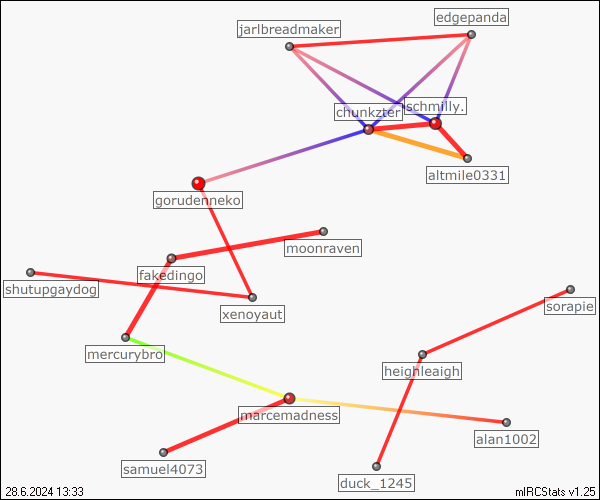 edgepanda
jarlbreadmaker
schmilly.
chunkzter
altmile0331
gorudenneko
moonraven
fakedingo
shutupgaydog
sorapie
xenoyaut
mercurybro
heighleaigh
marcemadness
alan1002
samuel4073
duck_1245
28.6.2024 13:33
mIRCStats v1.25